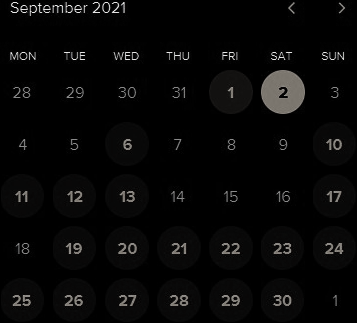 September 2021
MON TUE WED THU FRI SAT SUN
28 29 30 31 1 2 3
4 5 6 7 8 9 10
11 12 13 14 15 16 17
18 19 20 21 22 23 24
25 26 27 28 29 30 1